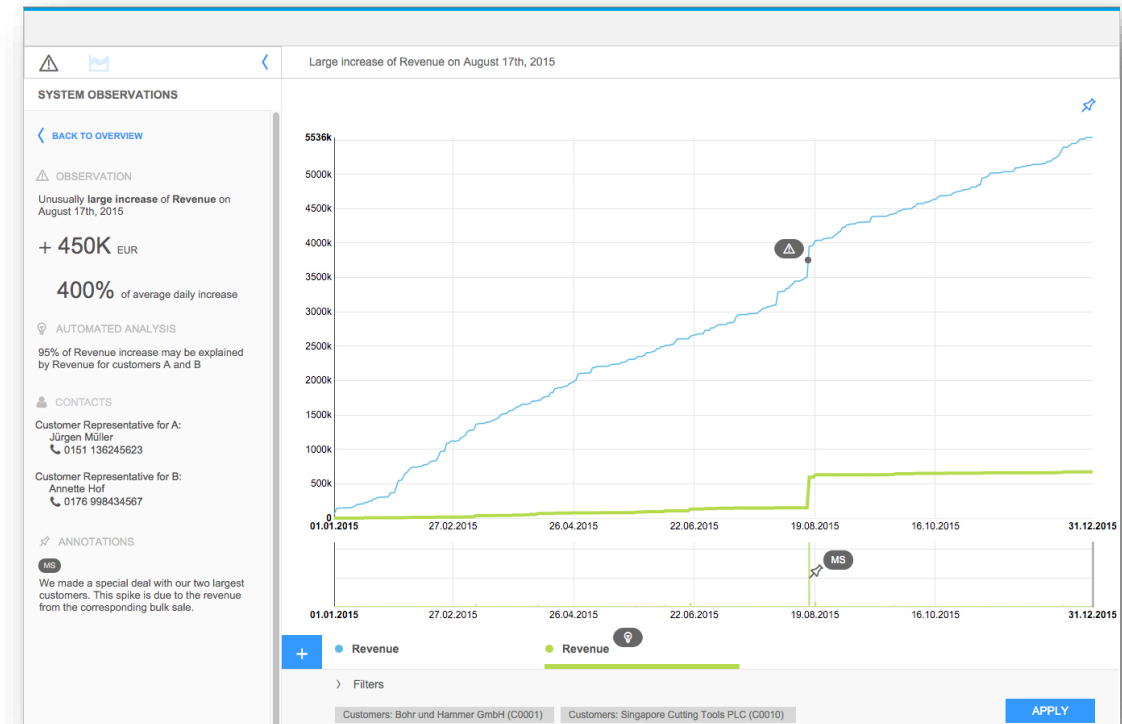 Large increase of Revenue on August 17th, 2015
SYSTEM OBSERVATIONS
BACK TO OVERVIEW
OBSERVATION
Unusually large increase of Revenue on
August 17th, 2015
+ 450K EUR
400% of average daily increase
AUTOMATED ANALYSIS
95% of Revenue increase may be explained
by Revenue for customers A and B
CONTACTS
Customer Representative for A:
Jürgen Müller
0151 136245623
Customer Representative for B:
Annette Hof
0176 998434567
ANNOTATIONS
MS
We made a special deal with our two largest
customers. This spike is due to the revenue
from the corresponding bulk sale.
5536k
5000k
4500k
4000k
3500k
3000k
2500k
2000k
1500k
1000k
500k
0
01.01.2015 27.02.2015 26.04.2015 22.06.2015 19.08.2015 16.10.2015 31.12.2015
MS
01.01.2015 27.02.2015 26.04.2015 22.06.2015 19.08.2015 16.10.2015 31.12.2015
+ Revenue Revenue
Filters
Customers: Bohr und Hammer GmbH (C0001) Customers: Singapore Cutting Tools PLC (C0010) APPLY